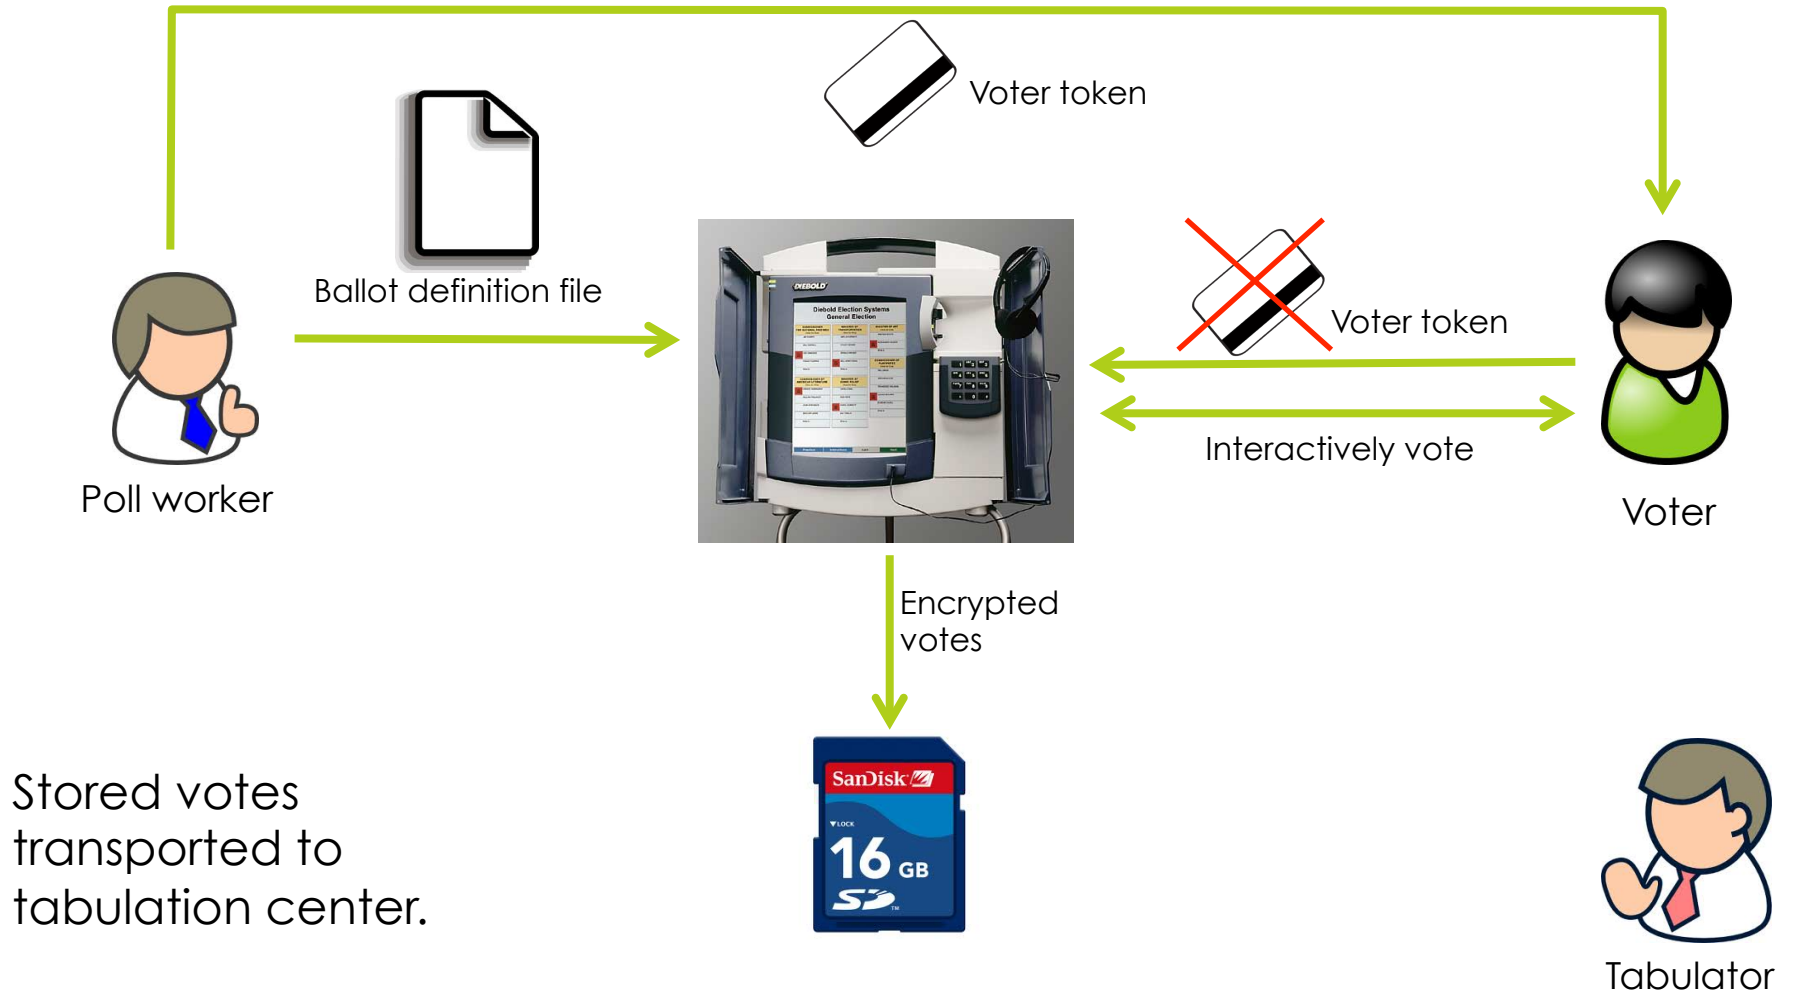 Voter token
Ballot definition file
DIEBOLD
Diebold Election Systems
General Election
Voter token
Interactively vote
Poll worker
Voter
Encrypted
votes
SanDisk
LOCK
16 GB
SD
TM
Stored votes
transported to
tabulation center.
Tabulator